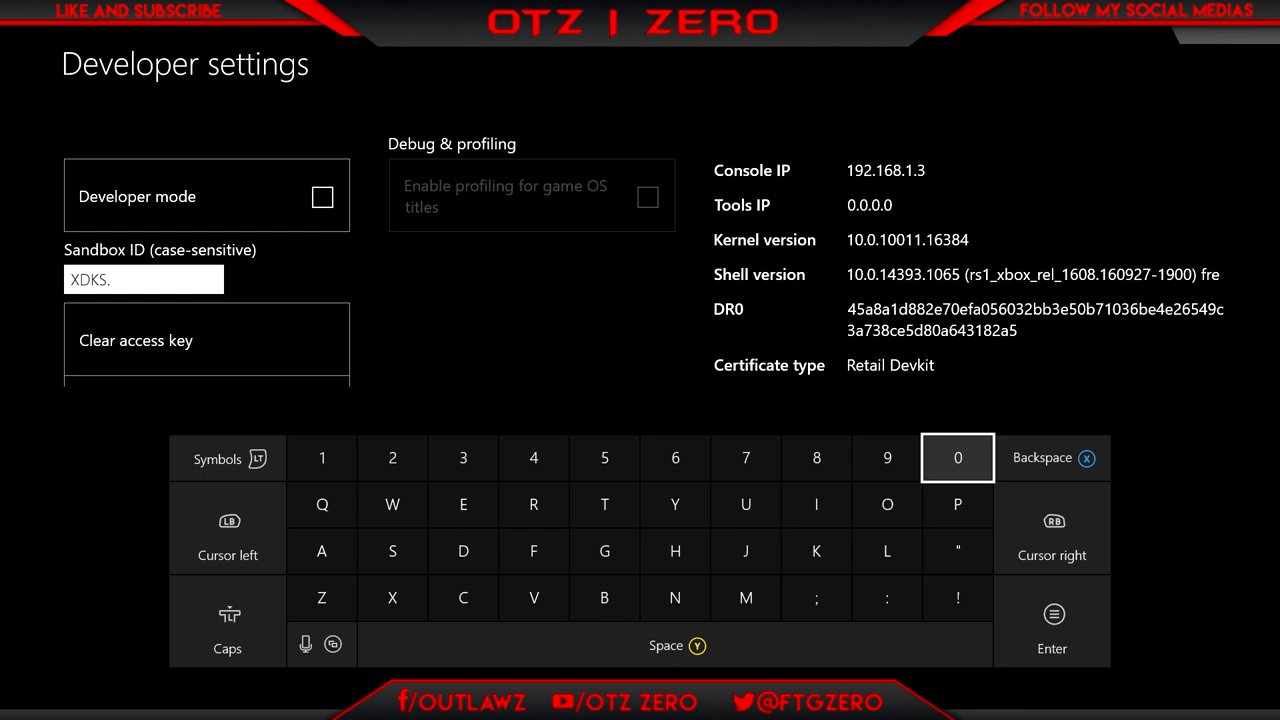 LIKE AND SUBSCRIBE
OTZ I ZERO
FOLLOW MY SOCIAL MEDIAS
Developer settings
Developer mode
Sandbox ID (case-sensitive)
XDKS.
Clear access key
Debug & profiling
Enable profiling for game OS
titles
Console IP 192.168.1.3
Tools IP 0.0.0.0
Kernel version 10.0.10011.16384
Shell version 10.0.14393.1065 (rs1_xbox_rel_1608.160927-1900) fre
DR0 45a8a1d882e70efa056032bb3e50b71036be4e26549c
3a738ce5d80a643182a5
Certificate type Retail Devkit
Symbols LT 1 2 3 4 5 6 7 8 9 0 Backspace X
Q W E R T Y U I O P
LB RB
Cursor left A S D F G H J K L " Cursor right
Z X C V B N M ; : !
Caps Space Y Enter
f/OUTLAWZ /OTZ ZERO @FTGZERO